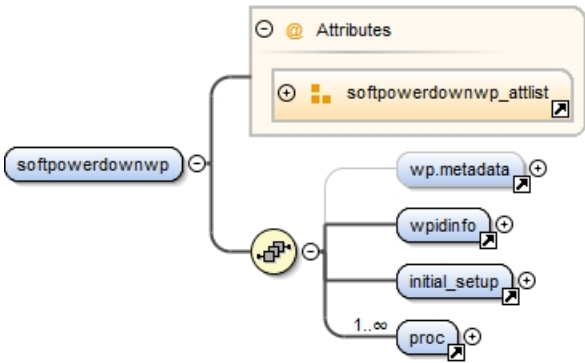 @ Attributes
softpowerdownwp_attlist
softpowerdownwp
wp.metadata
wpidinfo
initial_setup
1..∞
proc